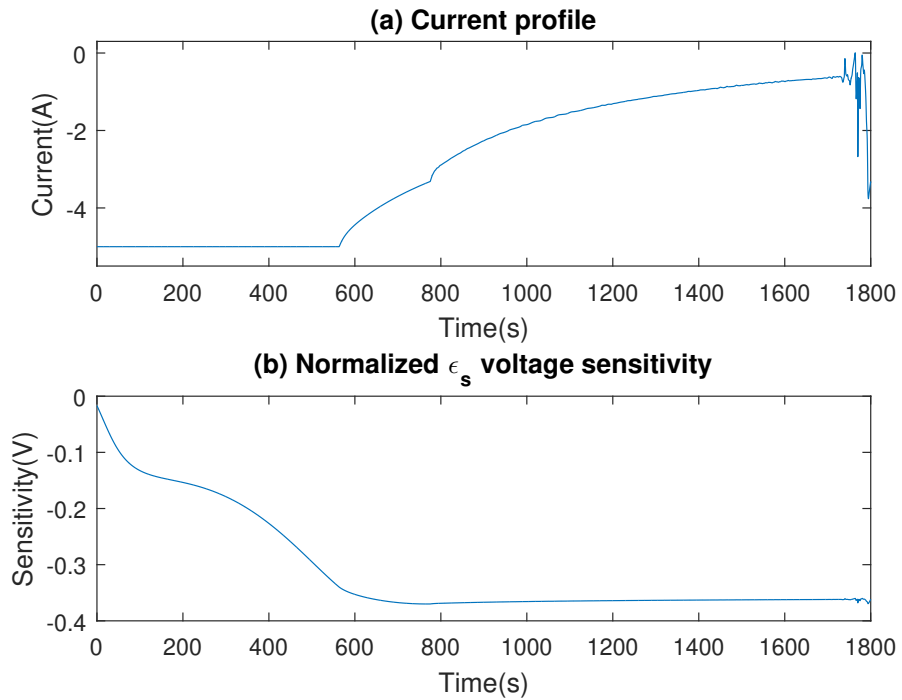 (a) Current profile
0
-2
-4
Current(A)
0 200 400 600 800 1000 1200 1400 1600 1800
Time(s)
(b) Normalized ϵs voltage sensitivity
0
-0.1
-0.2
-0.3
-0.4
Sensitivity(V)
0 200 400 600 800 1000 1200 1400 1600 1800
Time(s)